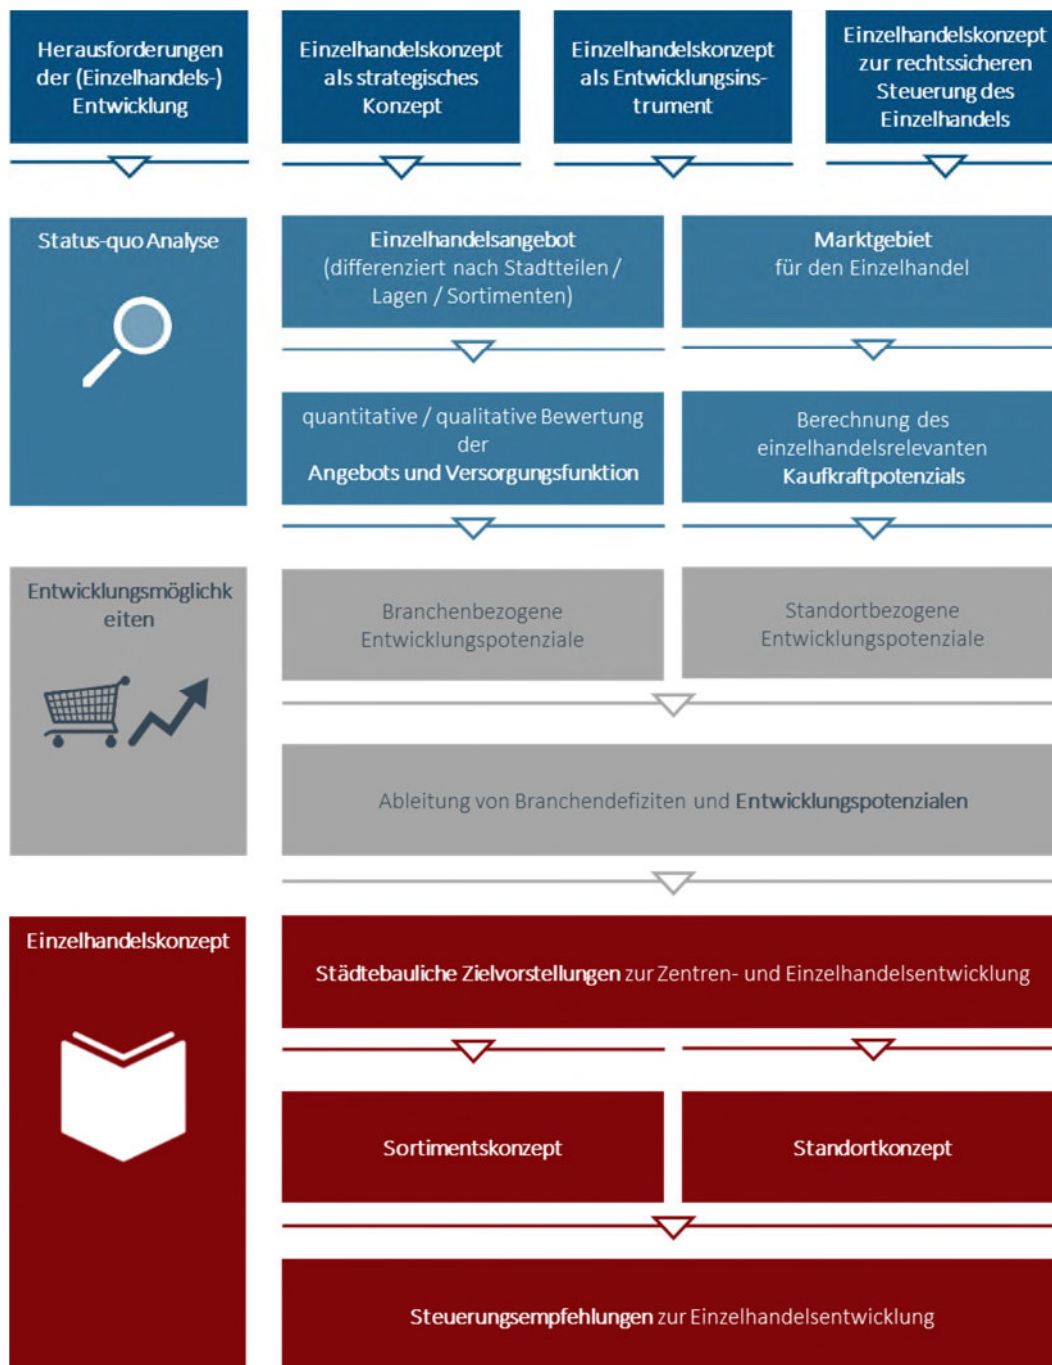 Herausforderungen
der (Einzelhandels-)
Entwicklung
Einzelhandelskonzept
als strategisches
Konzept
Einzelhandelskonzept
als Entwicklungsins-
trument
Einzelhandelskonzept
zur rechtssicheren
Steuerung des
Einzelhandels
Status-quo Analyse
Einzelhandelsangebot
(differenziert nach Stadtteilen /
Lagen / Sortimenten)
Marktgebiet
für den Einzelhandel
quantitative / qualitative Bewertung
der
Angebots und Versorgungsfunktion
Berechnung des
einzelhandelsrelevanten
Kaufkraftpotenzials
Entwicklungsmöglichk
eiten
Branchenbezogene
Entwicklungspotenziale
Standortbezogene
Entwicklungspotenziale
Ableitung von Branchendefiziten und Entwicklungspotenzialen
Einzelhandelskonzept
Städtebauliche Zielvorstellungen zur Zentren- und Einzelhandelsentwicklung
Sortimentskonzept
Standortkonzept
Steuerungsempfehlungen zur Einzelhandelsentwicklung